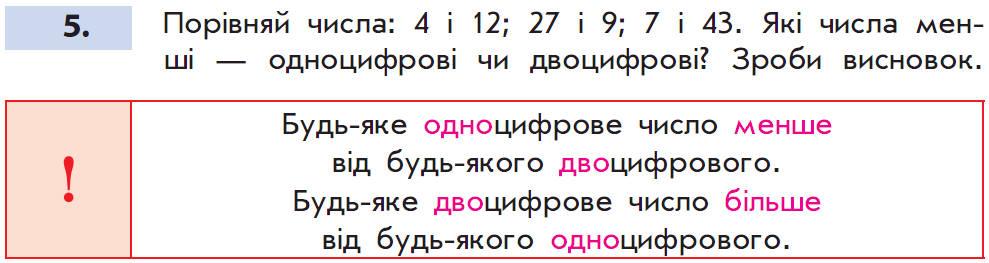 5. Порівняй числа: 4 і 12; 27 і 9; 7 і 43. Які числа мен-
ші — одноцифрові чи двоцифрові? Зроби висновок.
! Будь-яке одноцифрове число менше
від будь-якого двоцифрового.
Будь-яке двоцифрове число більше
від будь-якого одноцифрового.